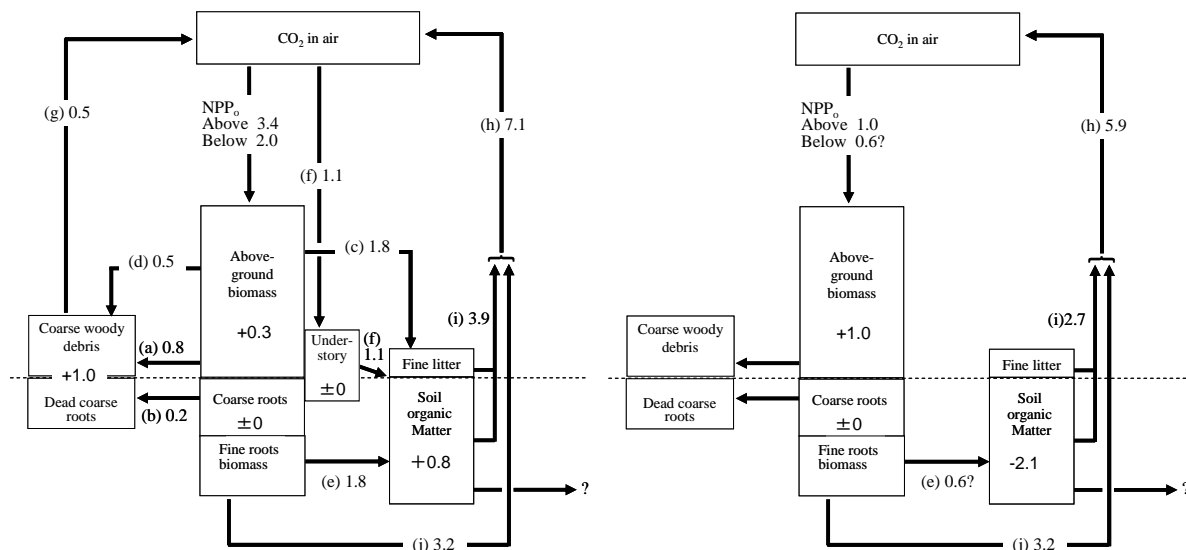 CO₂ in air
(g) 0.5
NPPₒ
Above 3.4
Below 2.0
(f) 1.1
(h) 7.1
(d) 0.5
(c) 1.8
Above-
ground
biomass
+0.3
Coarse woody
debris
+1.0
(a) 0.8
Under-
story
±0
(f)
1.1
(i) 3.9
Fine litter
Dead coarse
roots
(b) 0.2
Coarse roots
±0
Soil
organic
Matter
+0.8
Fine roots
biomass
(e) 1.8
?
(j) 3.2
CO₂ in air
NPPₒ
Above 1.0
Below 0.6?
(h) 5.9
Above-
ground
biomass
+1.0
Coarse woody
debris
(i)2.7
Fine litter
Dead coarse
roots
Coarse roots
±0
Soil
organic
Matter
-2.1
Fine roots
biomass
(e) 0.6?
?
(j) 3.2